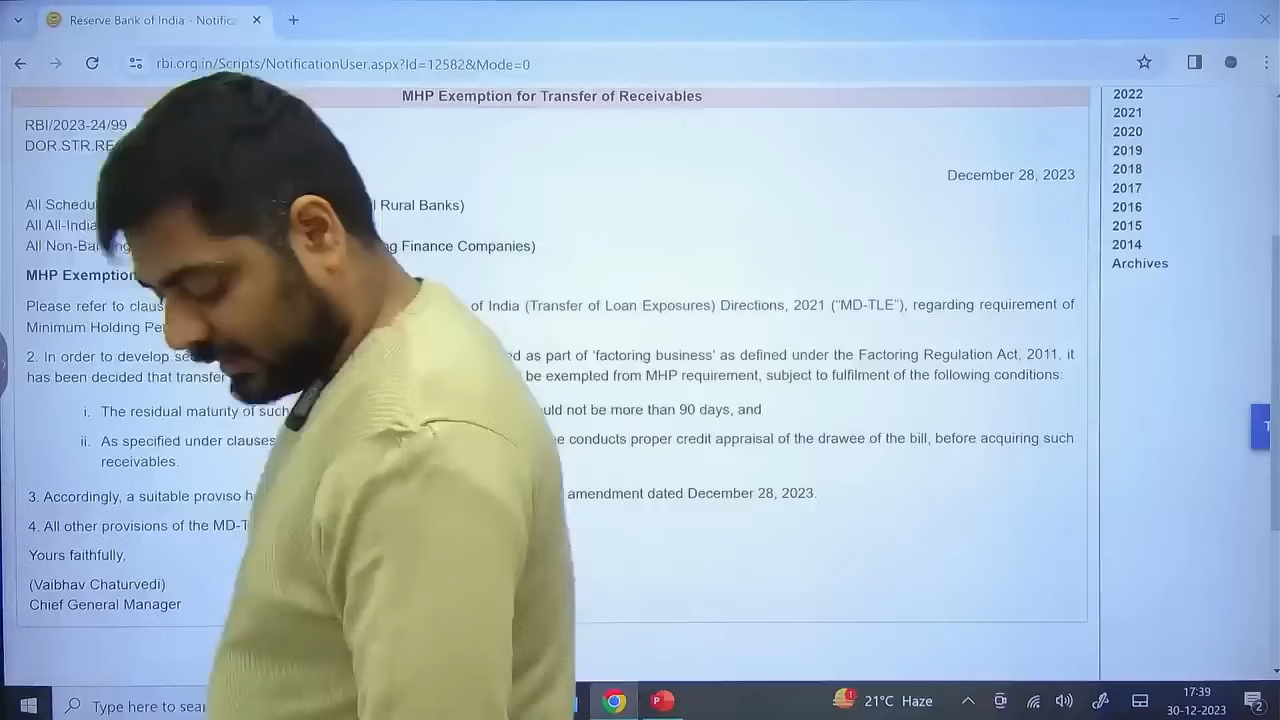 Reserve Bank of India - Notifica
rbi.org.in/Scripts/NotificationUser.aspx?Id=12582&Mode=0
MHP Exemption for Transfer of Receivables
2022
2021
2020
2019
2018
2017
2016
2015
2014
Archives
RBI/2023-24/99
DOR.STR.RE
December 28, 2023
All Schedu l Rural Banks)
All All-India
All Non-Ban ng Finance Companies)
MHP Exemption
Please refer to claus of India (Transfer of Loan Exposures) Directions, 2021 (“MD-TLE”), regarding requirement of
Minimum Holding Pe
2. In order to develop se d as part of ‘factoring business’ as defined under the Factoring Regulation Act, 2011, it
has been decided that transfer be exempted from MHP requirement, subject to fulfilment of the following conditions:
i. The residual maturity of such uld not be more than 90 days, and
ii. As specified under clauses e conducts proper credit appraisal of the drawee of the bill, before acquiring such
receivables.
3. Accordingly, a suitable proviso h amendment dated December 28, 2023.
4. All other provisions of the MD-T
Yours faithfully,
(Vaibhav Chaturvedi)
Chief General Manager
T
Type here to sea
1
21°C Haze
17:39
30-12-2023
2